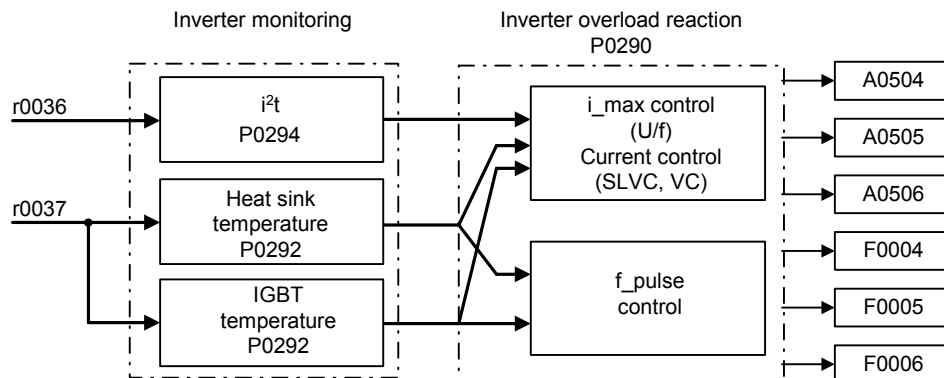 Inverter monitoring
Inverter overload reaction
P0290
r0036
i²t
P0294
r0037
Heat sink
temperature
P0292
IGBT
temperature
P0292
i_max control
(U/f)
Current control
(SLVC, VC)
f_pulse
control
A0504
A0505
A0506
F0004
F0005
F0006